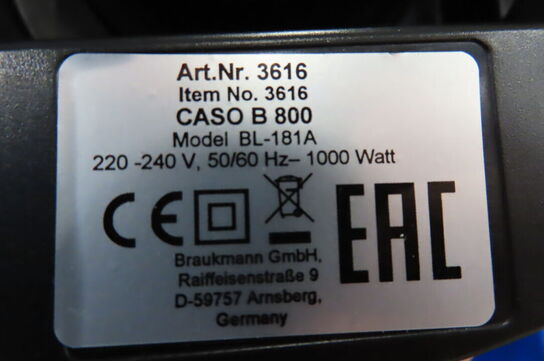 Art.Nr. 3616
Item No. 3616
CASO B 800
Model BL-181A
220 -240 V, 50/60 Hz– 1000 Watt
CE
EAC
Braukmann GmbH,
Raiffeisenstraße 9
D-59757 Arnsberg,
Germany